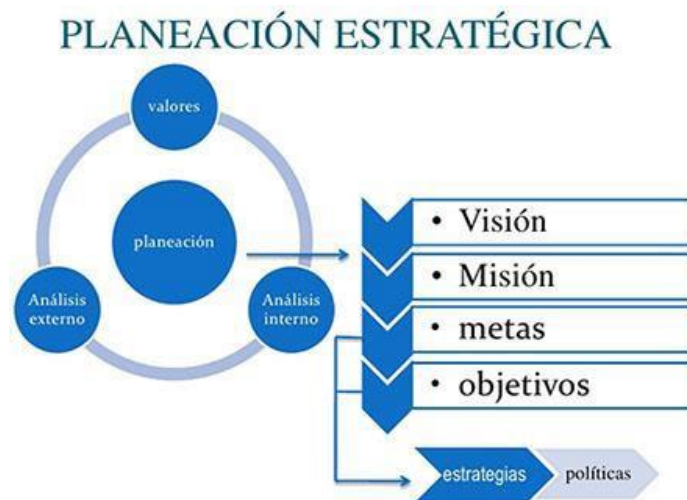 PLANEACIÓN ESTRATÉGICA
valores
planeación
Análisis
externo
Análisis
interno
• Visión
• Misión
• metas
• objetivos
estrategias
políticas